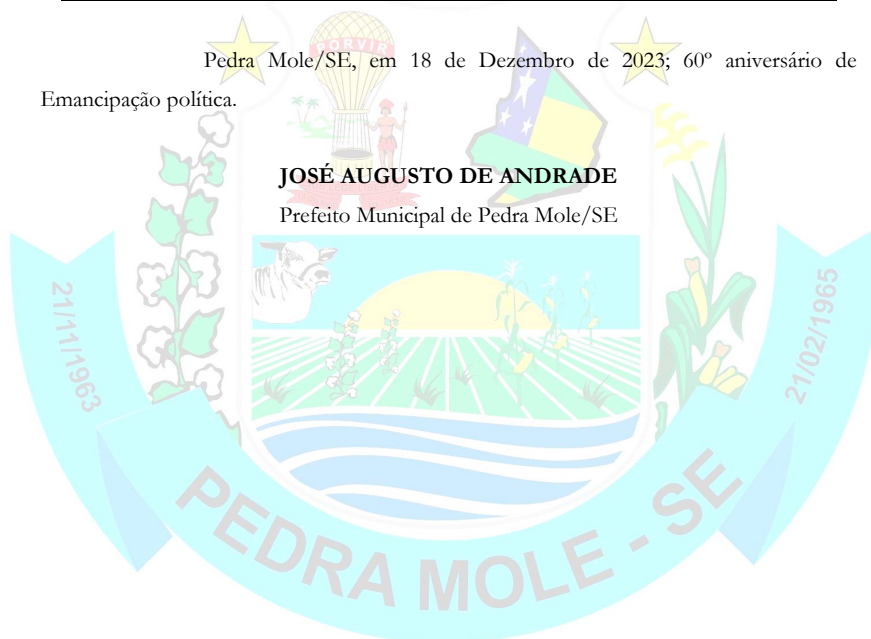 PORVIR
Pedra Mole/SE, em 18 de Dezembro de 2023; 60º aniversário de
Emancipação política.
JOSÉ AUGUSTO DE ANDRADE
Prefeito Municipal de Pedra Mole/SE
21/11/1963
21/02/1965
PEDRA MOLE - SE